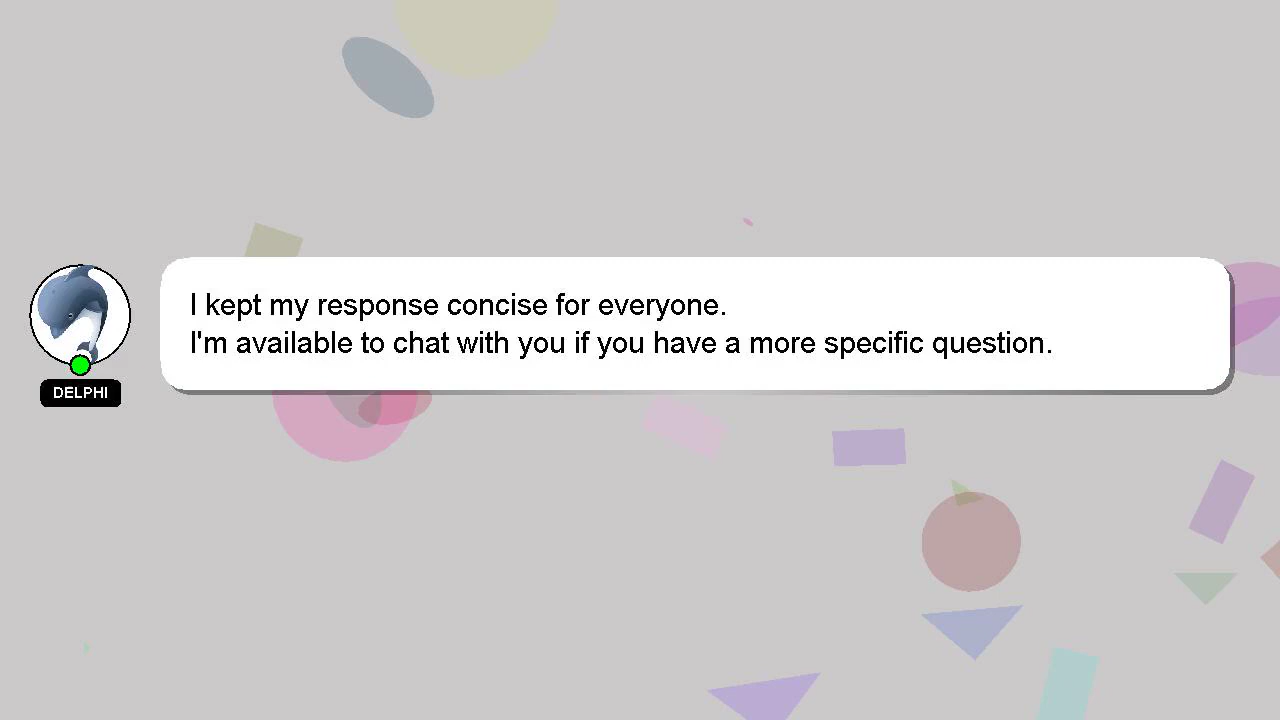 I kept my response concise for everyone.
I'm available to chat with you if you have a more specific question.
DELPHI